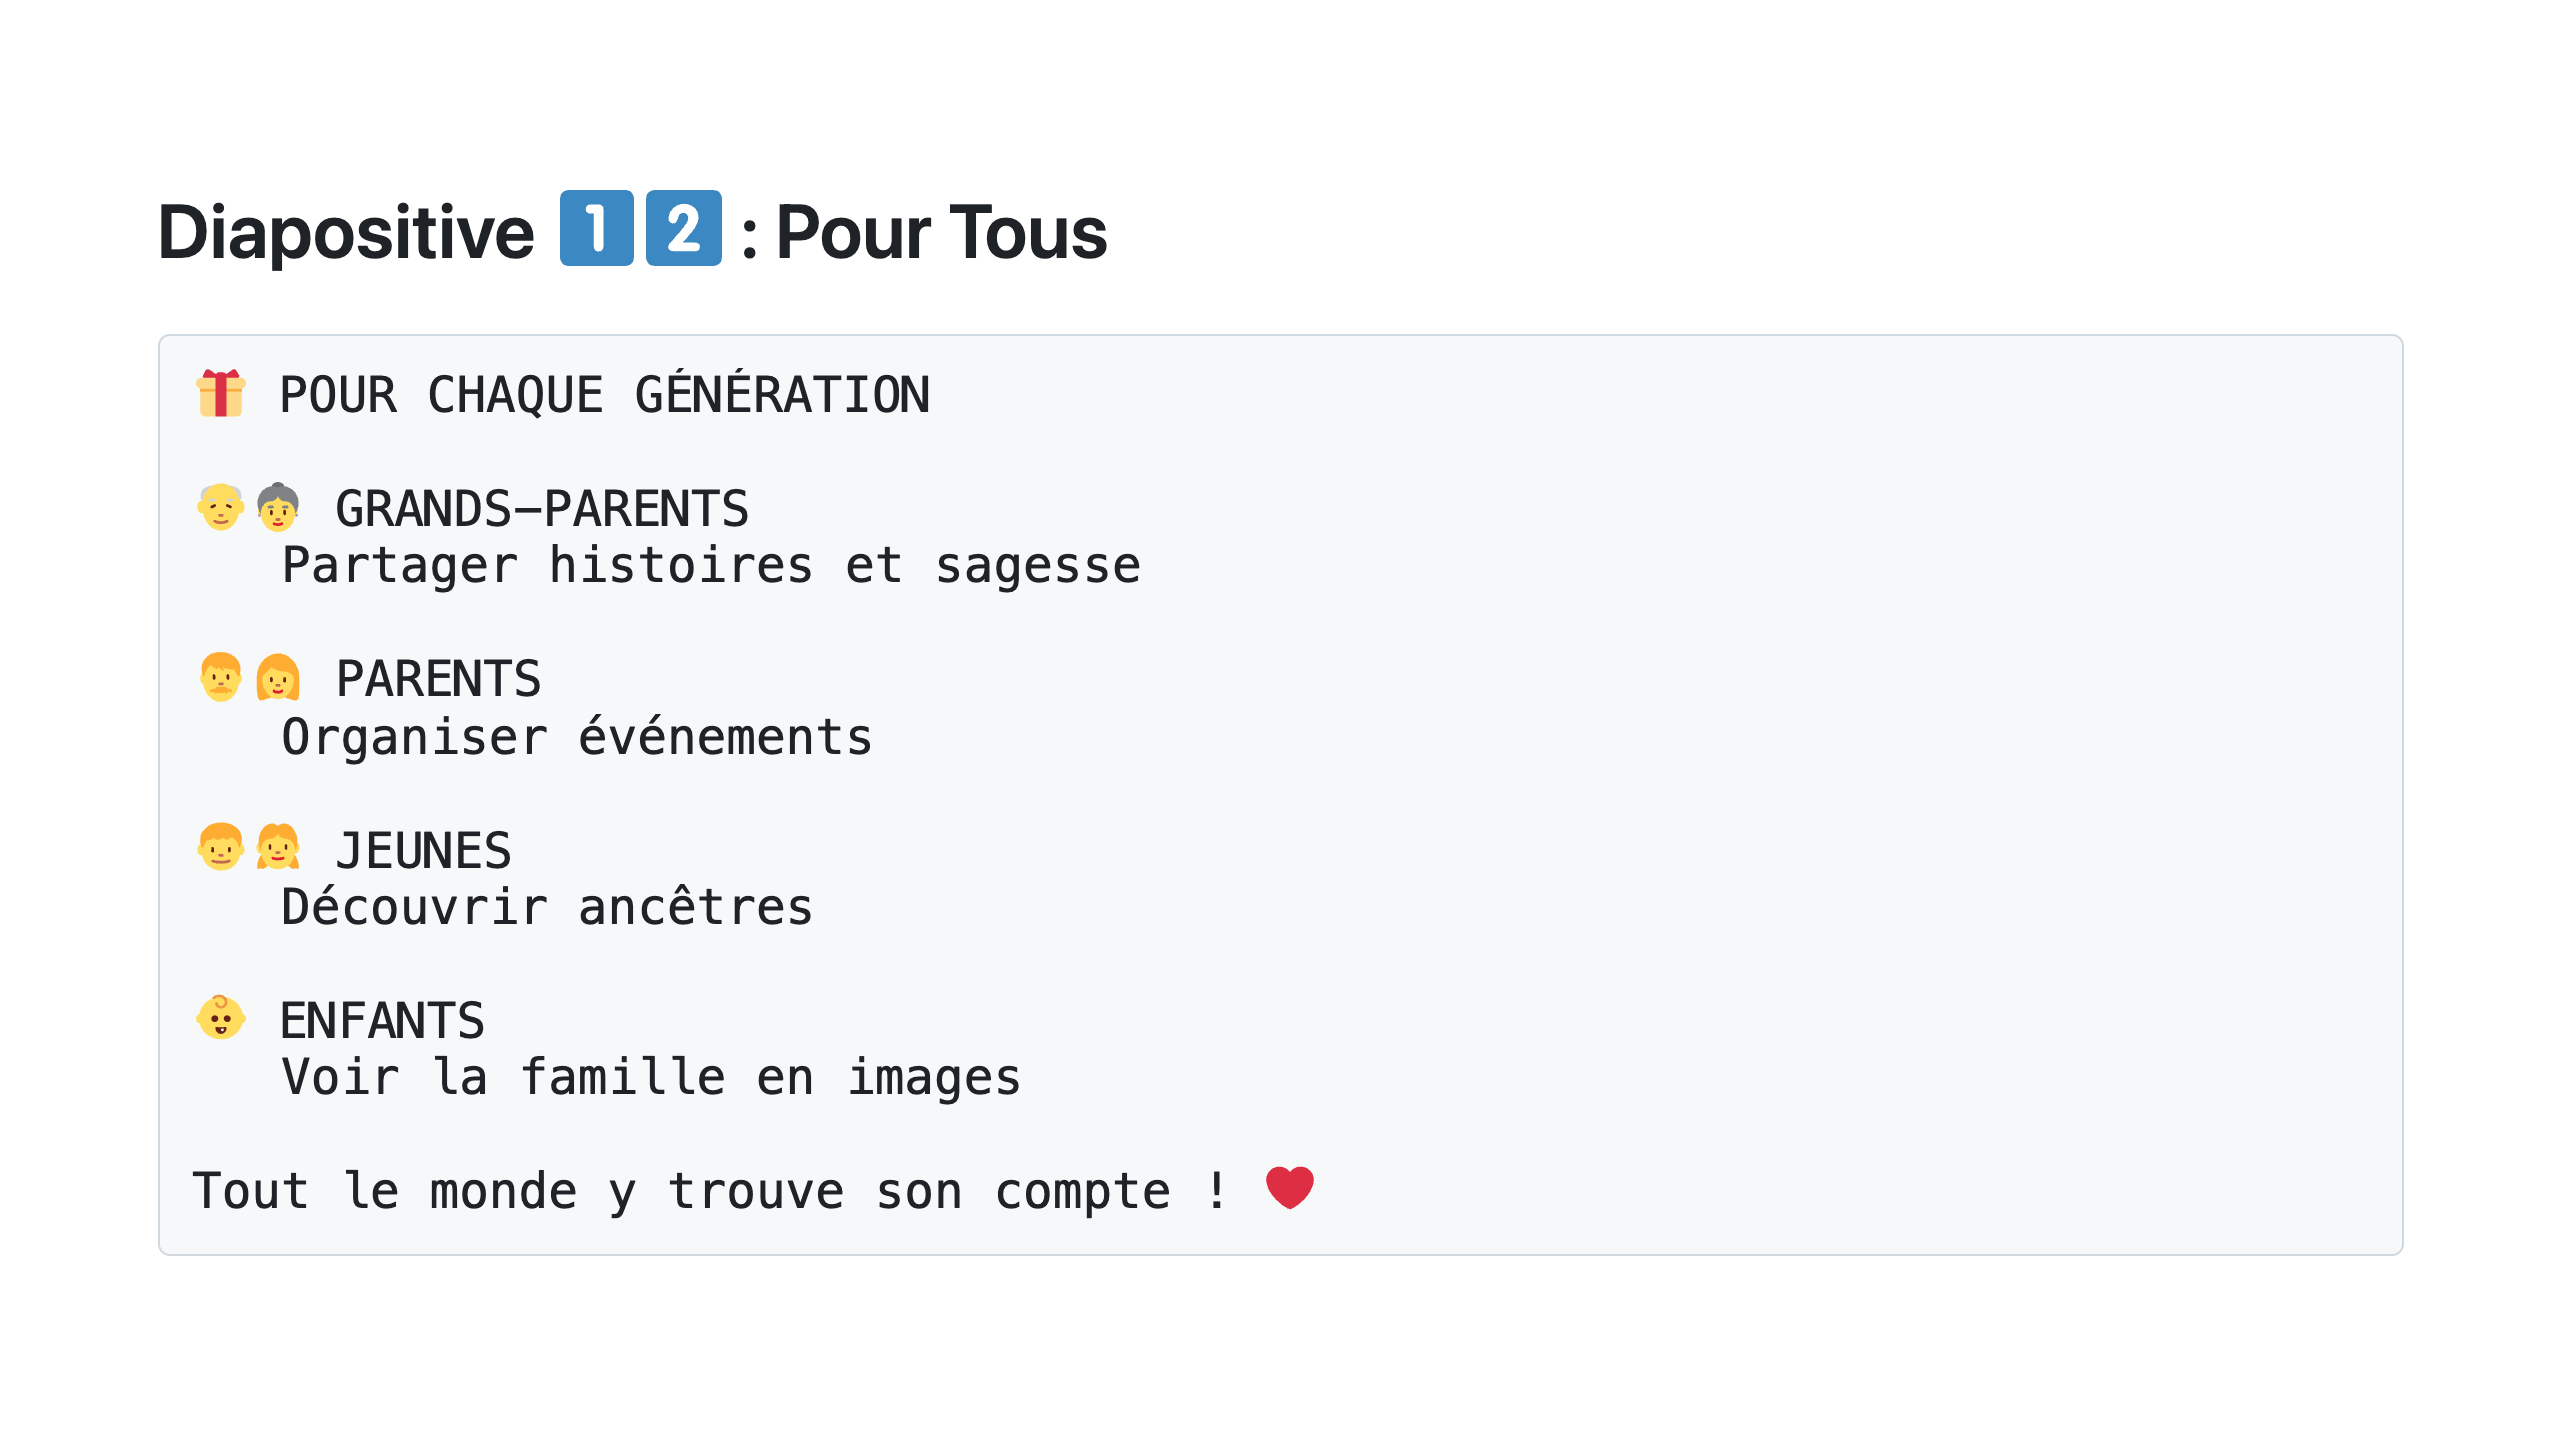 Diapositive 1️⃣2️⃣ : Pour Tous
🎁 POUR CHAQUE GÉNÉRATION
👴👵 GRANDS-PARENTS
Partager histoires et sagesse
👨👩 PARENTS
Organiser événements
👦👧 JEUNES
Découvrir ancêtres
👶 ENFANTS
Voir la famille en images
Tout le monde y trouve son compte ! ❤️